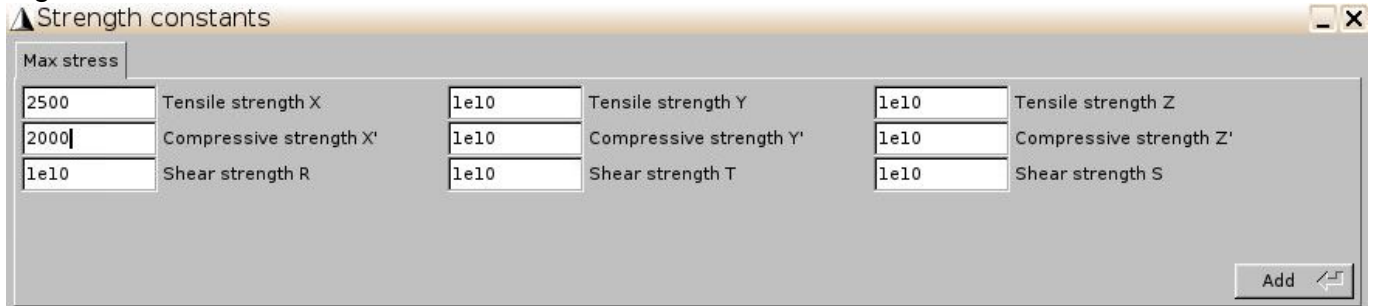 Strength constants
Max stress
2500 Tensile strength X 1e10 Tensile strength Y 1e10 Tensile strength Z
2000 Compressive strength X' 1e10 Compressive strength Y' 1e10 Compressive strength Z'
1e10 Shear strength R 1e10 Shear strength T 1e10 Shear strength S
Add